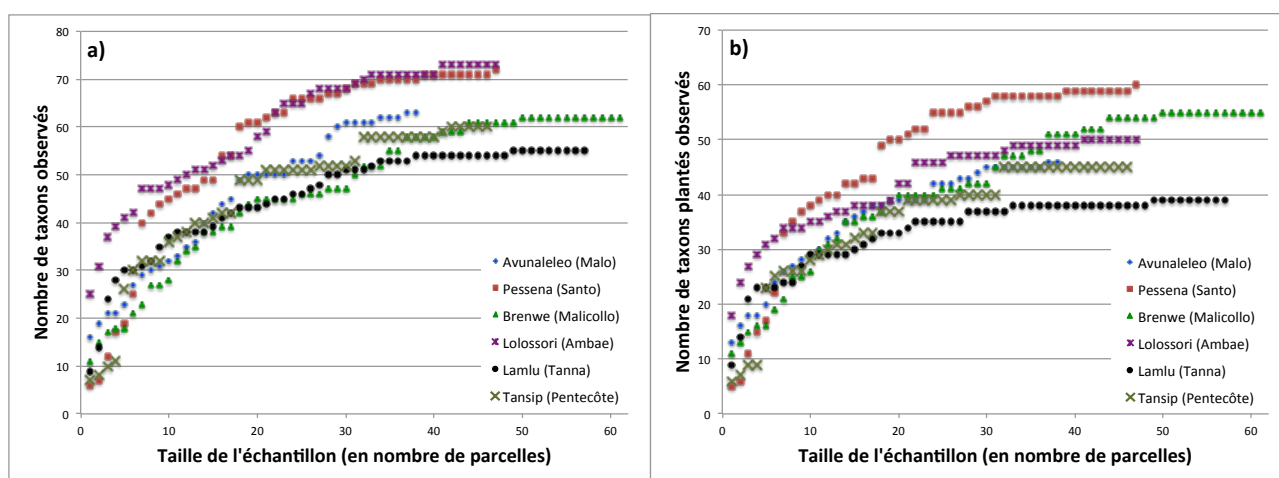 a)
Nombre de taxons observés
80
70
60
50
40
30
20
10
0
0 10 20 30 40 50 60
Taille de l'échantillon (en nombre de parcelles)
Avunaleleo (Malo)
Pessena (Santo)
Brenwe (Malicollo)
Lolossori (Ambae)
Lamlu (Tanna)
Tansip (Pentecôte)
b)
Nombre de taxons plantés observés
70
60
50
40
30
20
10
0
0 10 20 30 40 50 60
Taille de l'échantillon (en nombre de parcelles)
Avunaleleo (Malo)
Pessena (Santo)
Brenwe (Malicollo)
Lolossori (Ambae)
Lamlu (Tanna)
Tansip (Pentecôte)